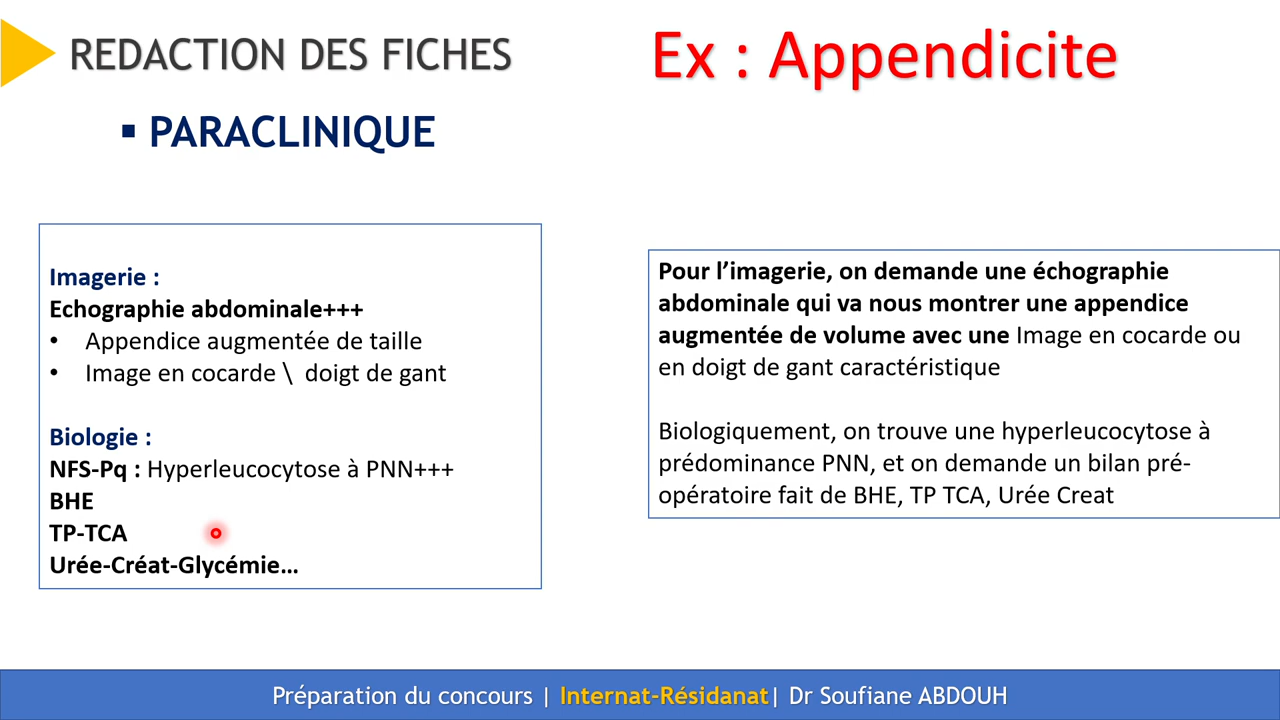 REDACTION DES FICHES
Ex : Appendicite
▪ PARACLINIQUE
Imagerie :
Echographie abdominale+++
• Appendice augmentée de taille
• Image en cocarde \ doigt de gant
Biologie :
NFS-Pq : Hyperleucocytose à PNN+++
BHE
TP-TCA
Urée-Créat-Glycémie...
Pour l’imagerie, on demande une échographie
abdominale qui va nous montrer une appendice
augmentée de volume avec une Image en cocarde ou
en doigt de gant caractéristique
Biologiquement, on trouve une hyperleucocytose à
prédominance PNN, et on demande un bilan pré-
opératoire fait de BHE, TP TCA, Urée Creat
Préparation du concours | Internat-Résidanat| Dr Soufiane ABDOUH